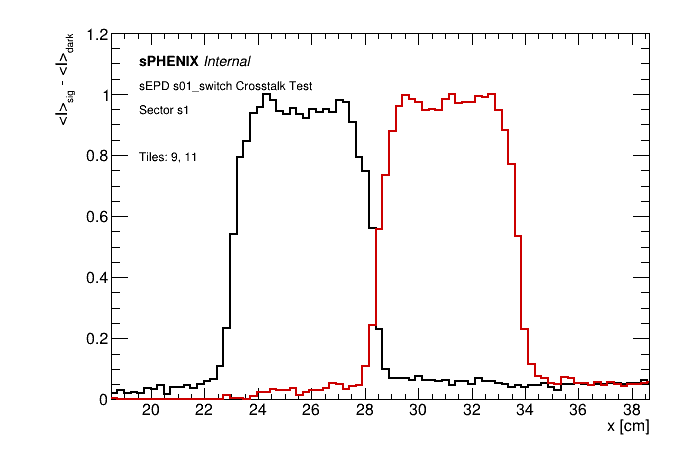 <I>sig - <I>dark
1.2
1
0.8
0.6
0.4
0.2
0
sPHENIX Internal
sEPD s01_switch Crosstalk Test
Sector s1
Tiles: 9, 11
20 22 24 26 28 30 32 34 36 38
x [cm]